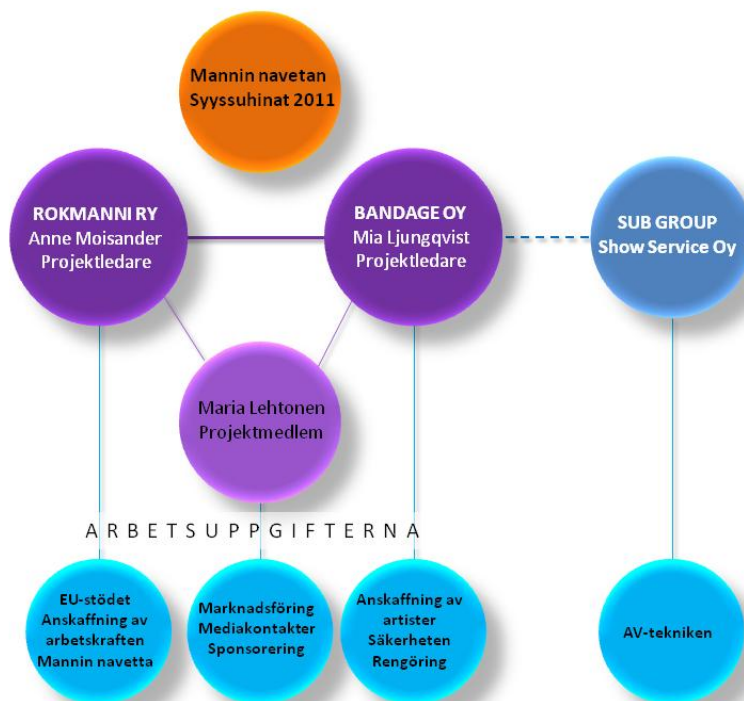 Mannin navetan
Syyssuhinat 2011
ROKMANNI RY
Anne Moisander
Projektledare
BANDAGE OY
Mia Ljungqvist
Projektledare
SUB GROUP
Show Service Oy
Maria Lehtonen
Projektmedlem
ARBETSUPPGIFTERNA
EU-stödet
Anskaffning av
arbetskraften
Mannin navetta
Marknadsföring
Mediakontakter
Sponsorering
Anskaffning av
artister
Säkerheten
Rengöring
AV-tekniken